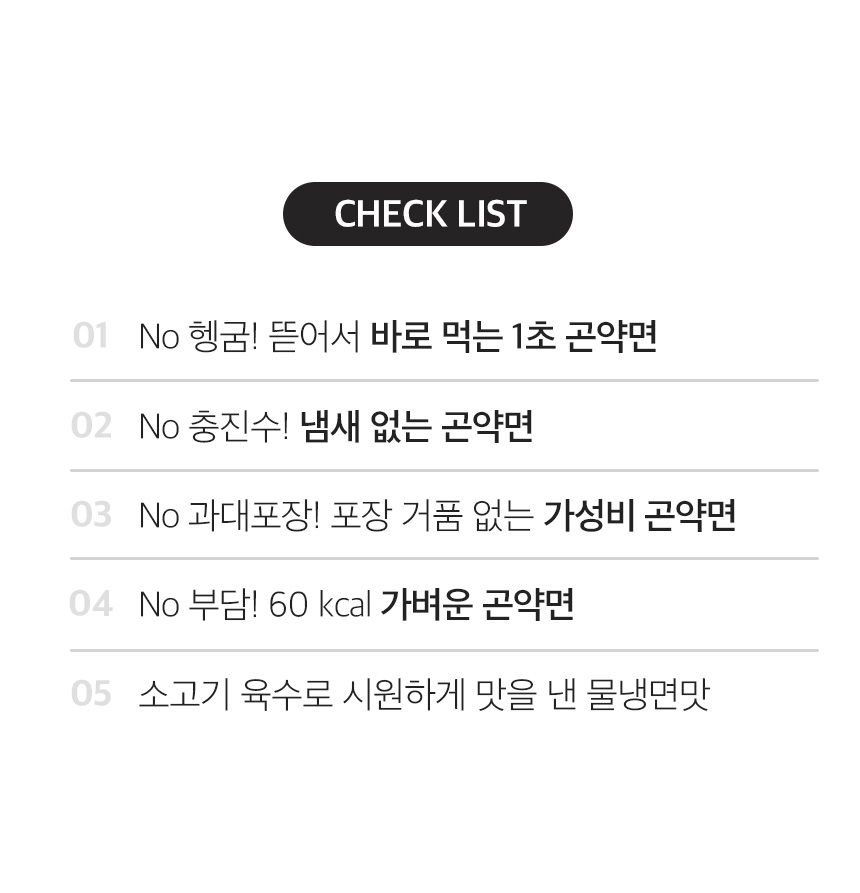 CHECK LIST
01 No 헹굼! 뜯어서 바로 먹는 1초 곤약면
02 No 충진수! 냄새 없는 곤약면
03 No 과대포장! 포장 거품 없는 가성비 곤약면
04 No 부담! 60 kcal 가벼운 곤약면
05 소고기 육수로 시원하게 맛을 낸 물냉면맛